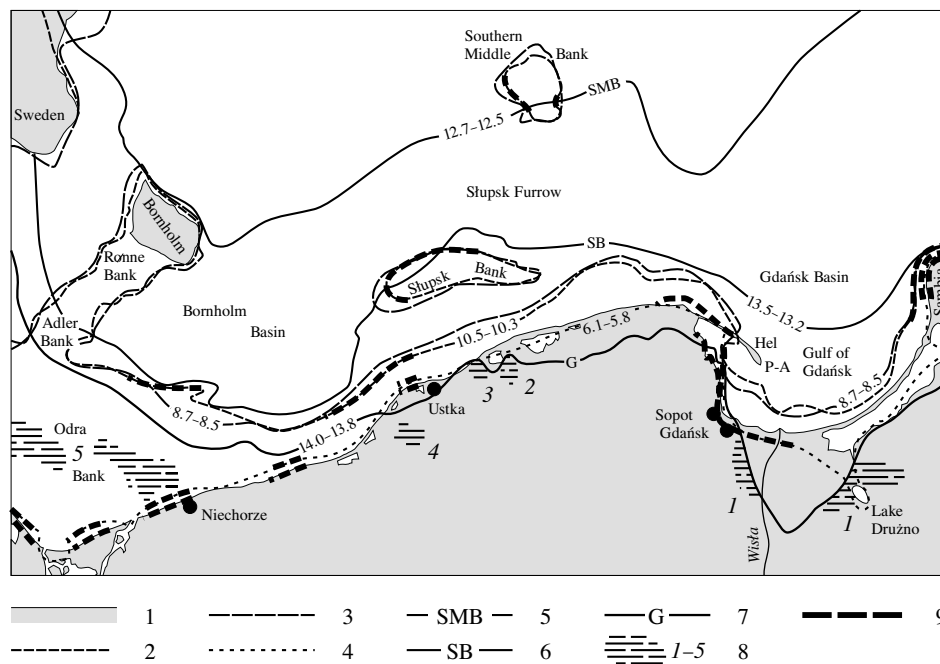 Southern
Middle Bank
SMB
Sweden
12.7–12.5
Słupsk Furrow
Bornholm
SB
Rønne
Bank
Słupsk Bank
Gdańsk Basin
Sambia
13.5–13.2
Bornholm
Basin
Adler
Bank
10.5–10.3
6.1–5.8
Hel
P-A
Gulf of
Gdańsk
G
3
2
8.7–8.5
8.7–8.5
Ustka
14.0–13.8
Sopot
Gdańsk
Odra
5
Bank
4
1
1
Niechorze
Lake
Drużno
Wisła
1
3
SMB 5
G 7
9
2
4
SB 6
1–5 8